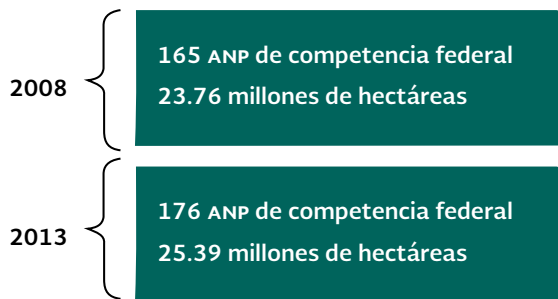 2008
165 ANP de competencia federal
23.76 millones de hectáreas
2013
176 ANP de competencia federal
25.39 millones de hectáreas